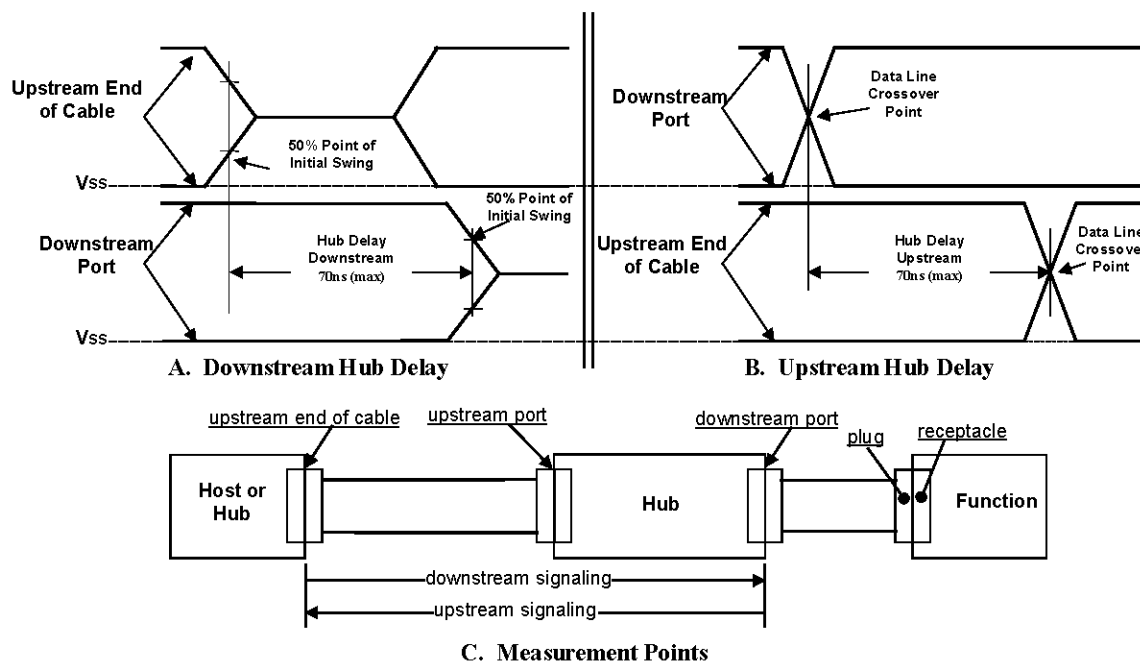 Upstream End
of Cable
50% Point of
Initial Swing
Vss
50% Point of
Initial Swing
Downstream
Port
Hub Delay
Downstream
70ns (max)
Vss
A. Downstream Hub Delay
Downstream
Port
Data Line
Crossover
Point
Upstream End
of Cable
Hub Delay
Upstream
70ns (max)
Data Line
Crossover
Point
B. Upstream Hub Delay
upstream end of cable
upstream port
downstream port
plug
receptacle
Host or
Hub
Hub
Function
downstream signaling
upstream signaling
C. Measurement Points